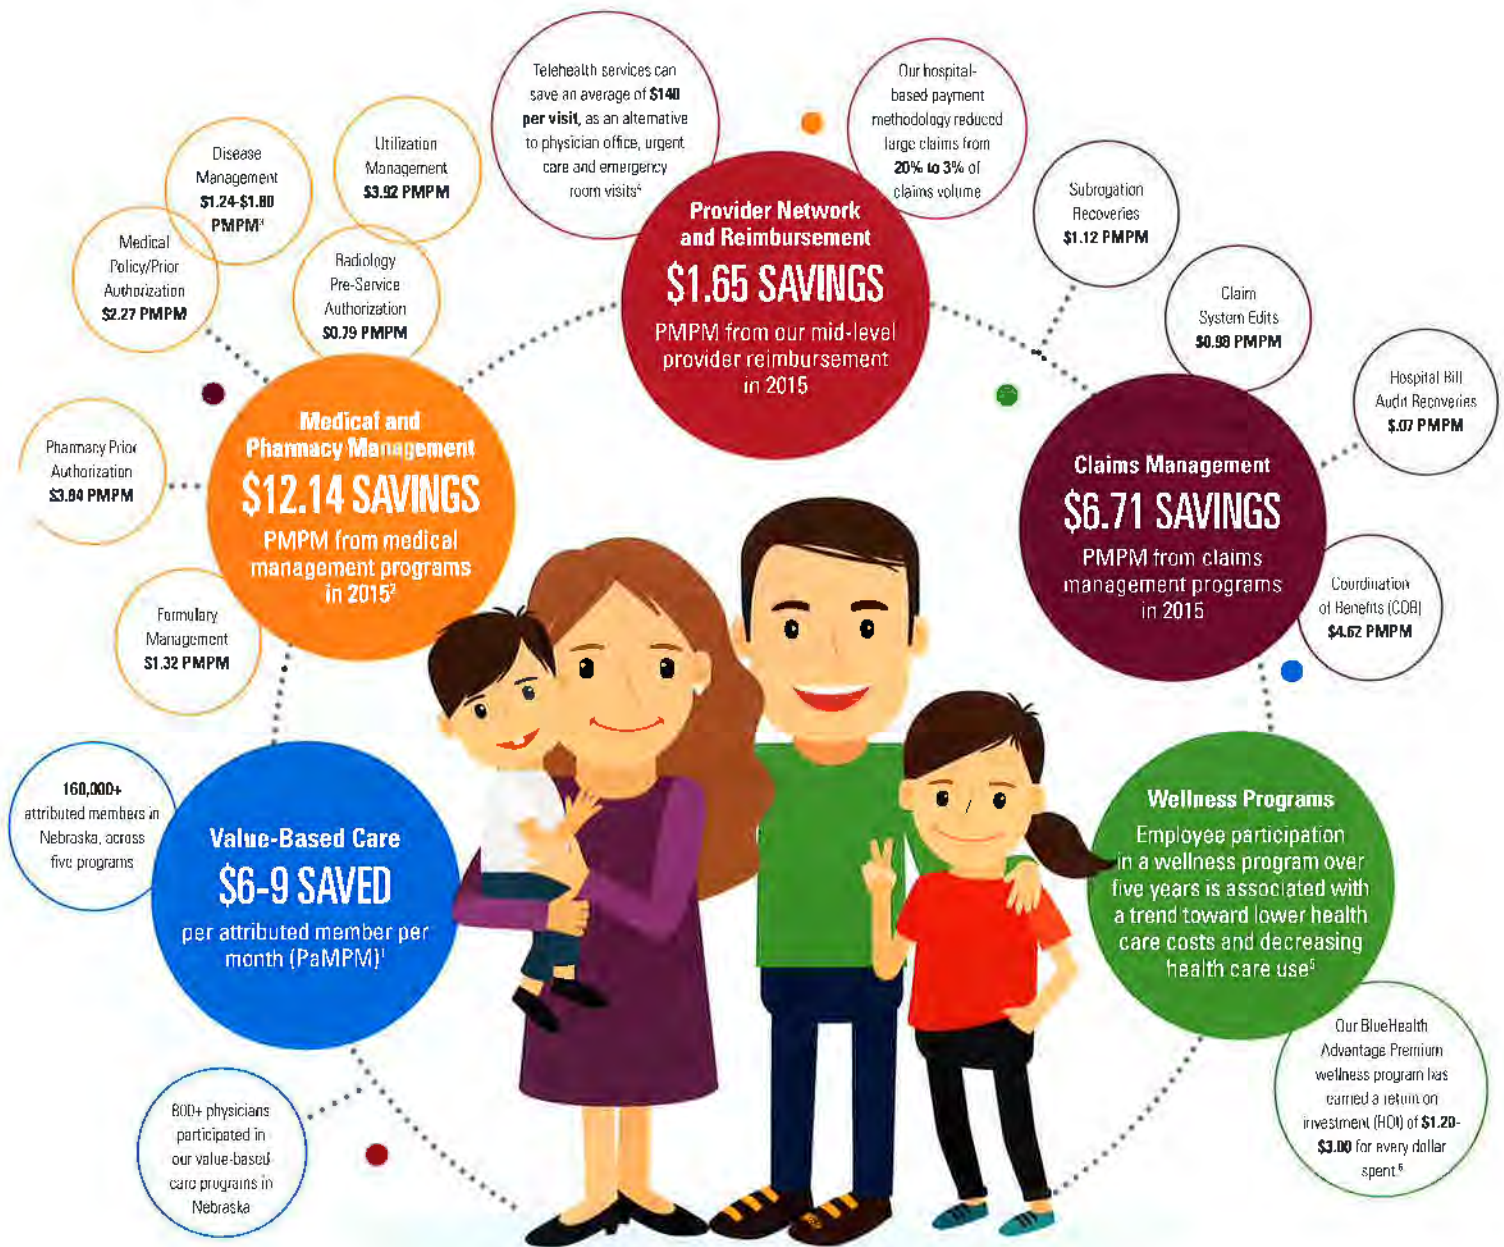 Telehealth services can
save an average of $140
per visit, as an alternative
to physician office, urgent
care and emergency
room visits⁴
Our hospital-
based payment
methodology reduced
large claims from
20% to 3% of
claims volume
Provider Network
and Reimbursement
$1.65 SAVINGS
PMPM from our mid-level
provider reimbursement
in 2015
Disease
Management
$1.24-$1.80
PMPM³
Utilization
Management
$3.92 PMPM
Medical
Policy/Prior
Authorization
$2.27 PMPM
Radiology
Pre-Service
Authorization
$0.79 PMPM
Pharmacy Prior
Authorization
$3.84 PMPM
Formulary
Management
$1.32 PMPM
Medical and
Pharmacy Management
$12.14 SAVINGS
PMPM from medical
management programs
in 2015²
Subrogation
Recoveries
$1.12 PMPM
Claim
System Edits
$0.98 PMPM
Hospital Bill
Audit Recoveries
$.07 PMPM
Coordination
of Benefits (COB)
$4.62 PMPM
Claims Management
$6.71 SAVINGS
PMPM from claims
management programs
in 2015
160,000+
attributed members in
Nebraska, across
five programs
Value-Based Care
$6-9 SAVED
per attributed member per
month (PaMPM)¹
800+ physicians
participated in
our value-based
care programs in
Nebraska
Wellness Programs
Employee participation
in a wellness program over
five years is associated with
a trend toward lower health
care costs and decreasing
health care use⁵
Our BlueHealth
Advantage Premium
wellness program has
earned a return on
investment (ROI) of $1.20-
$3.00 for every dollar
spent.⁶